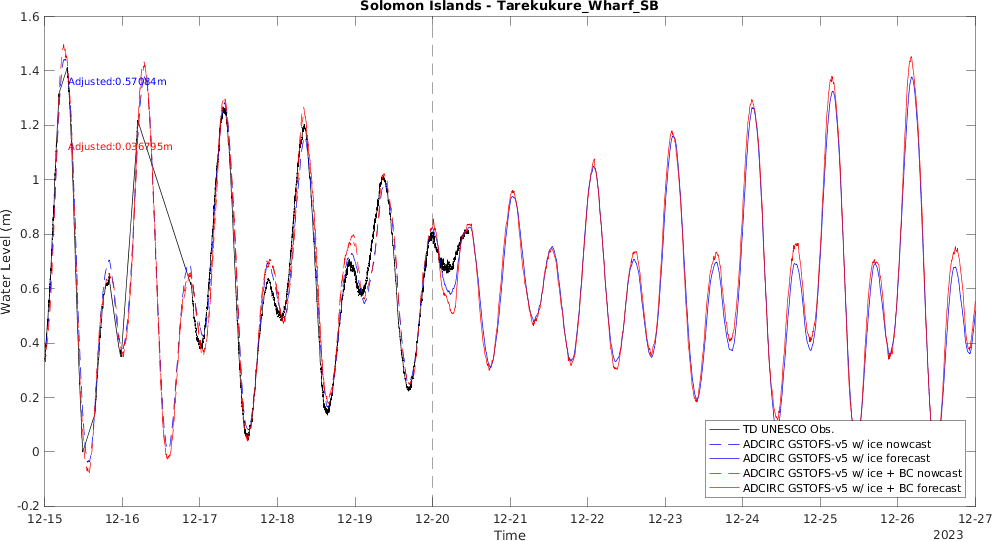 Solomon Islands - Tarekukure_Wharf_SB
1.6
1.4
1.2
1
0.8
0.6
0.4
0.2
0
-0.2
Water Level (m)
Adjusted:0.57084m
Adjusted:0.036795m
TD UNESCO Obs.
ADCIRC GSTOFS-v5 w/ ice nowcast
ADCIRC GSTOFS-v5 w/ ice forecast
ADCIRC GSTOFS-v5 w/ ice + BC nowcast
ADCIRC GSTOFS-v5 w/ ice + BC forecast
12-15 12-16 12-17 12-18 12-19 12-20 12-21 12-22 12-23 12-24 12-25 12-26 12-27
Time
2023